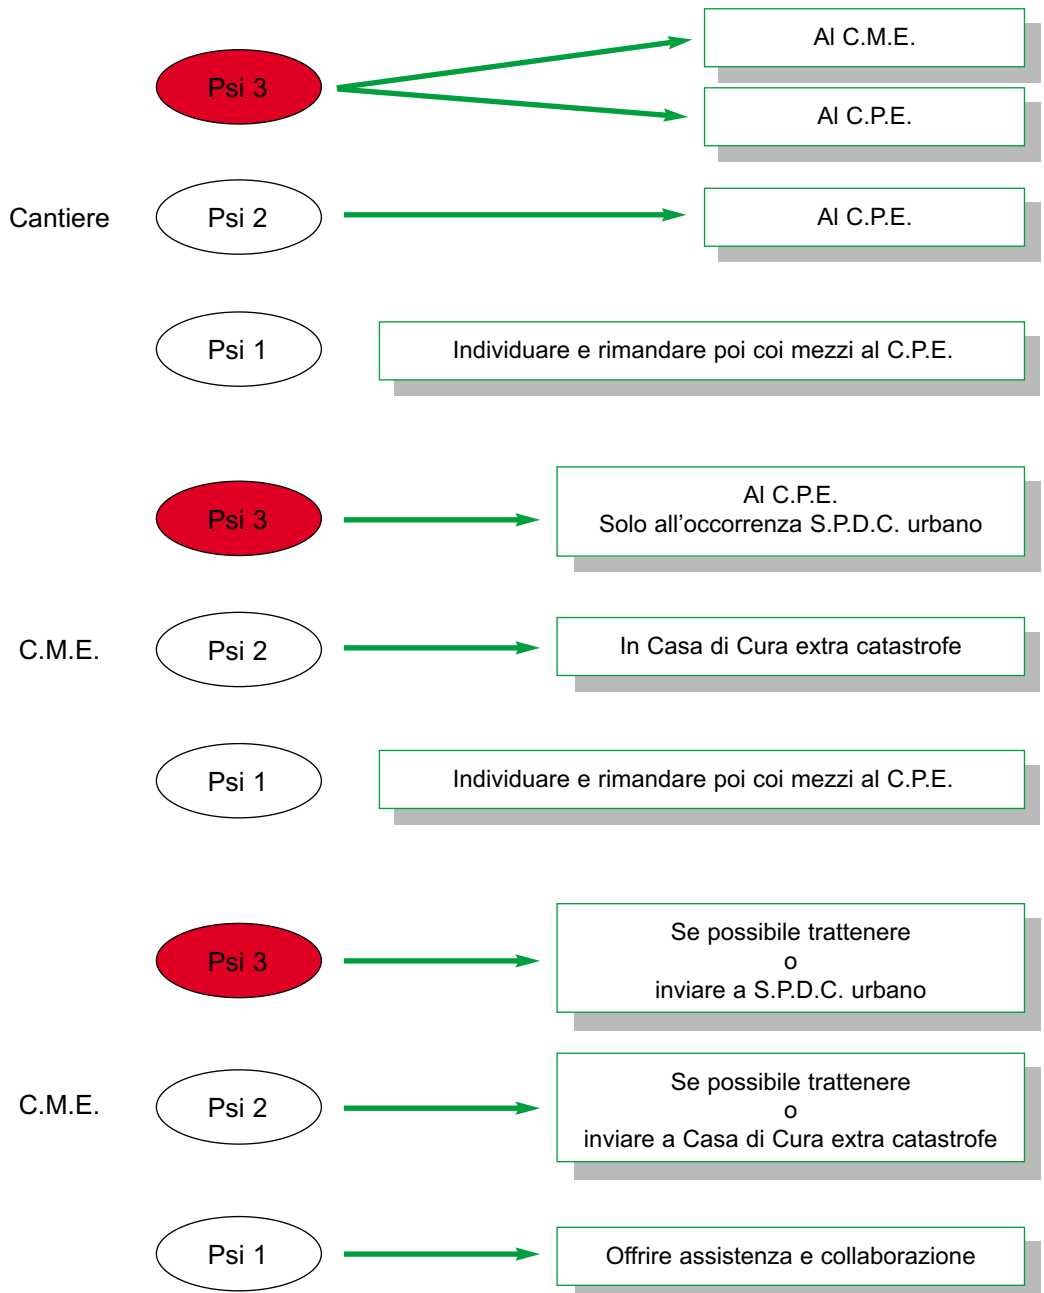 Psi 3
Al C.M.E.
Al C.P.E.
Cantiere
Psi 2
Al C.P.E.
Psi 1
Individuare e rimandare poi coi mezzi al C.P.E.
Psi 3
Al C.P.E.
Solo all’occorrenza S.P.D.C. urbano
C.M.E.
Psi 2
In Casa di Cura extra catastrofe
Psi 1
Individuare e rimandare poi coi mezzi al C.P.E.
Psi 3
Se possibile trattenere
o
inviare a S.P.D.C. urbano
C.M.E.
Psi 2
Se possibile trattenere
o
inviare a Casa di Cura extra catastrofe
Psi 1
Offrire assistenza e collaborazione